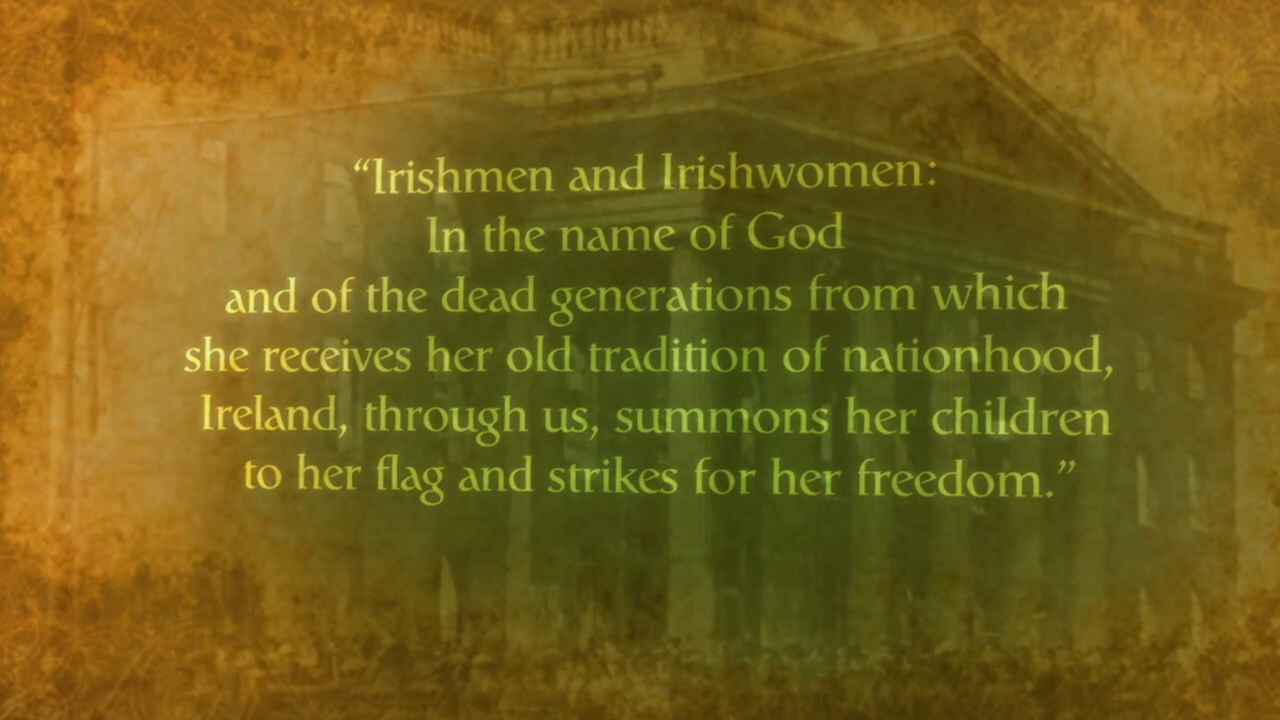 “Irishmen and Irishwomen:
In the name of God
and of the dead generations from which
she receives her old tradition of nationhood,
Ireland, through us, summons her children
to her flag and strikes for her freedom.”